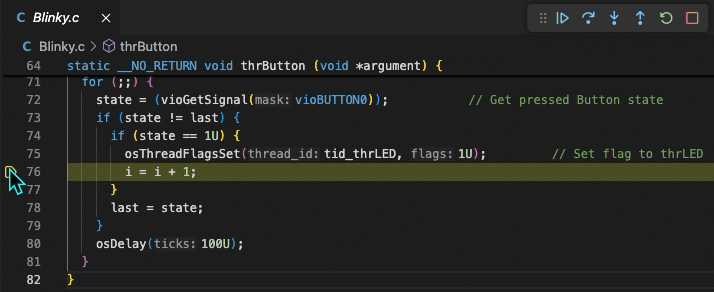 C Blinky.c ×
C Blinky.c > thrButton
64 static __NO_RETURN void thrButton (void *argument) {
71 for (;;) {
72 state = (vioGetSignal(mask: vioBUTTON0)); // Get pressed Button state
73 if (state != last) {
74 if (state == 1U) {
75 osThreadFlagsSet(thread_id: tid_thrLED, flags: 1U); // Set flag to thrLED
76 i = i + 1;
77 }
78 last = state;
79 }
80 osDelay(ticks: 100U);
81 }
82 }